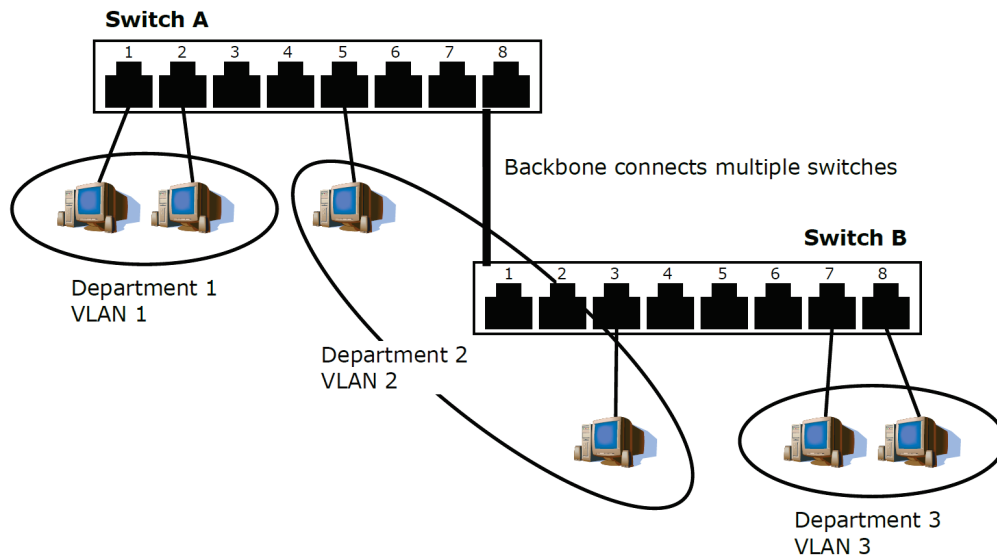 Switch A
1 2 3 4 5 6 7 8
Backbone connects multiple switches
Switch B
1 2 3 4 5 6 7 8
Department 1
VLAN 1
Department 2
VLAN 2
Department 3
VLAN 3